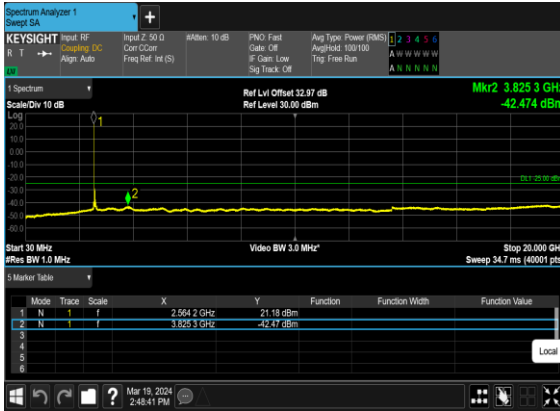 Spectrum Analyzer 1
Swept SA
+
KEYSIGHT
R T
Input: RF
Coupling: DC
Align: Auto
Input Z: 50 Ω
Corr CCorr
Freq Ref: Int (S)
#Atten: 10 dB
PNO: Fast
Gate: Off
IF Gain: Low
Sig Track: Off
Avg Type: Power (RMS)
Avg|Hold: 100/100
Trig: Free Run
1 2 3 4 5 6
A W W W W W
A N N N N N
1 Spectrum
Scale/Div 10 dB
Ref Lvl Offset 32.97 dB
Ref Level 30.00 dBm
Mkr2 3.825 3 GHz
-42.474 dBm
Log
20.0
10.0
0.00
-10.0
-20.0
-30.0
-40.0
-50.0
-60.0
1
2
Start 30 MHz
#Res BW 1.0 MHz
Video BW 3.0 MHz*
Stop 20.000 GH
Sweep 34.7 ms (40001 pts
5 Marker Table
Mode Trace Scale X Y Function Function Width Function Value
1 N 1 f 2.564 2 GHz 21.18 dBm
2 N 1 f 3.825 3 GHz -42.47 dBm
3
4
5
6
Local
?
Mar 19, 2024
2:48:41 PM